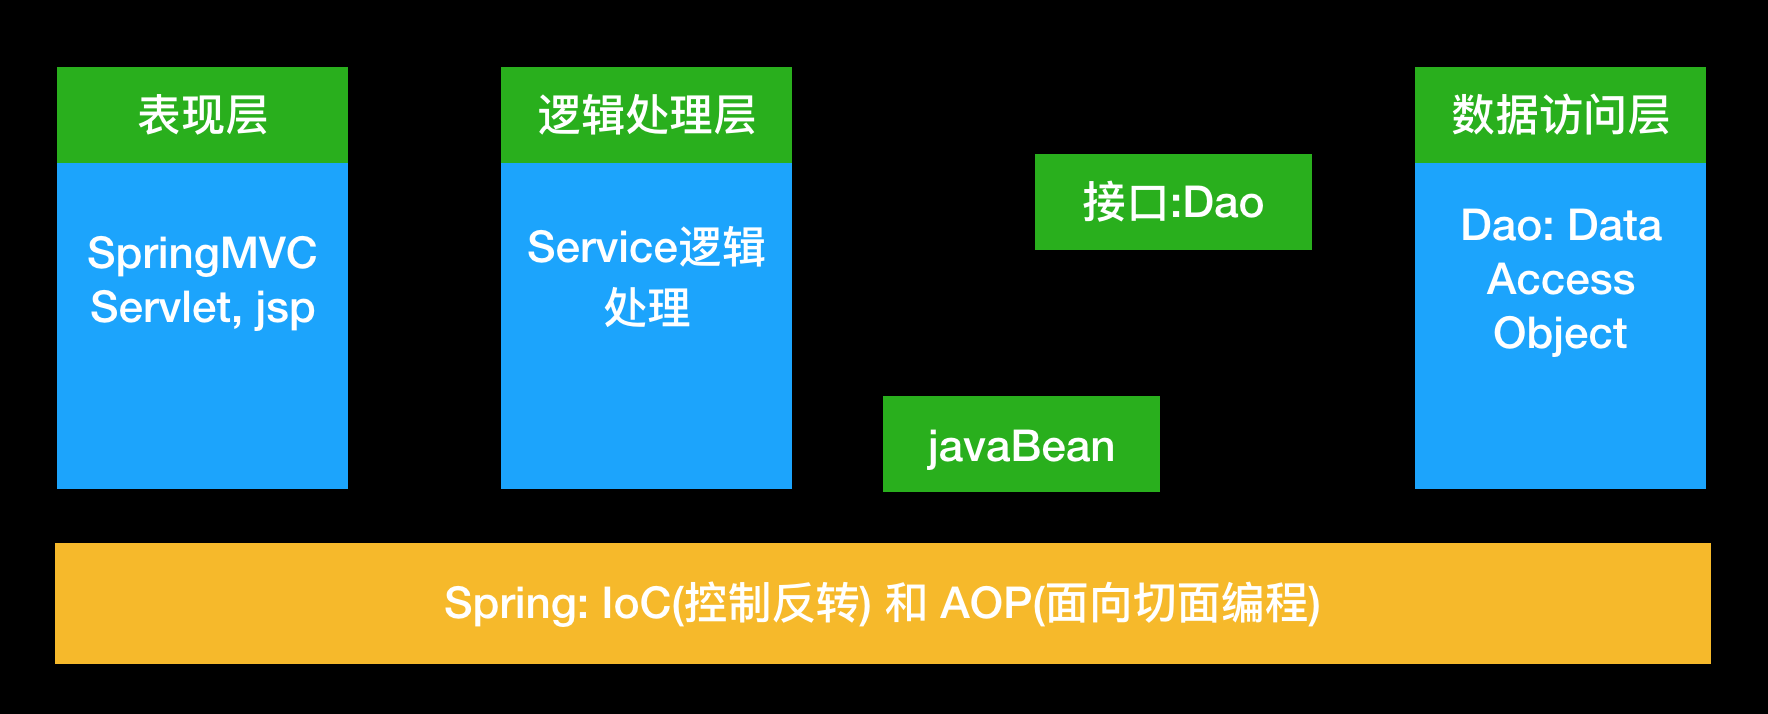 表现层
SpringMVC
Servlet, jsp
逻辑处理层
Service逻辑
处理
接口:Dao
javaBean
数据访问层
Dao: Data
Access
Object
Spring: IoC(控制反转) 和 AOP(面向切面编程)